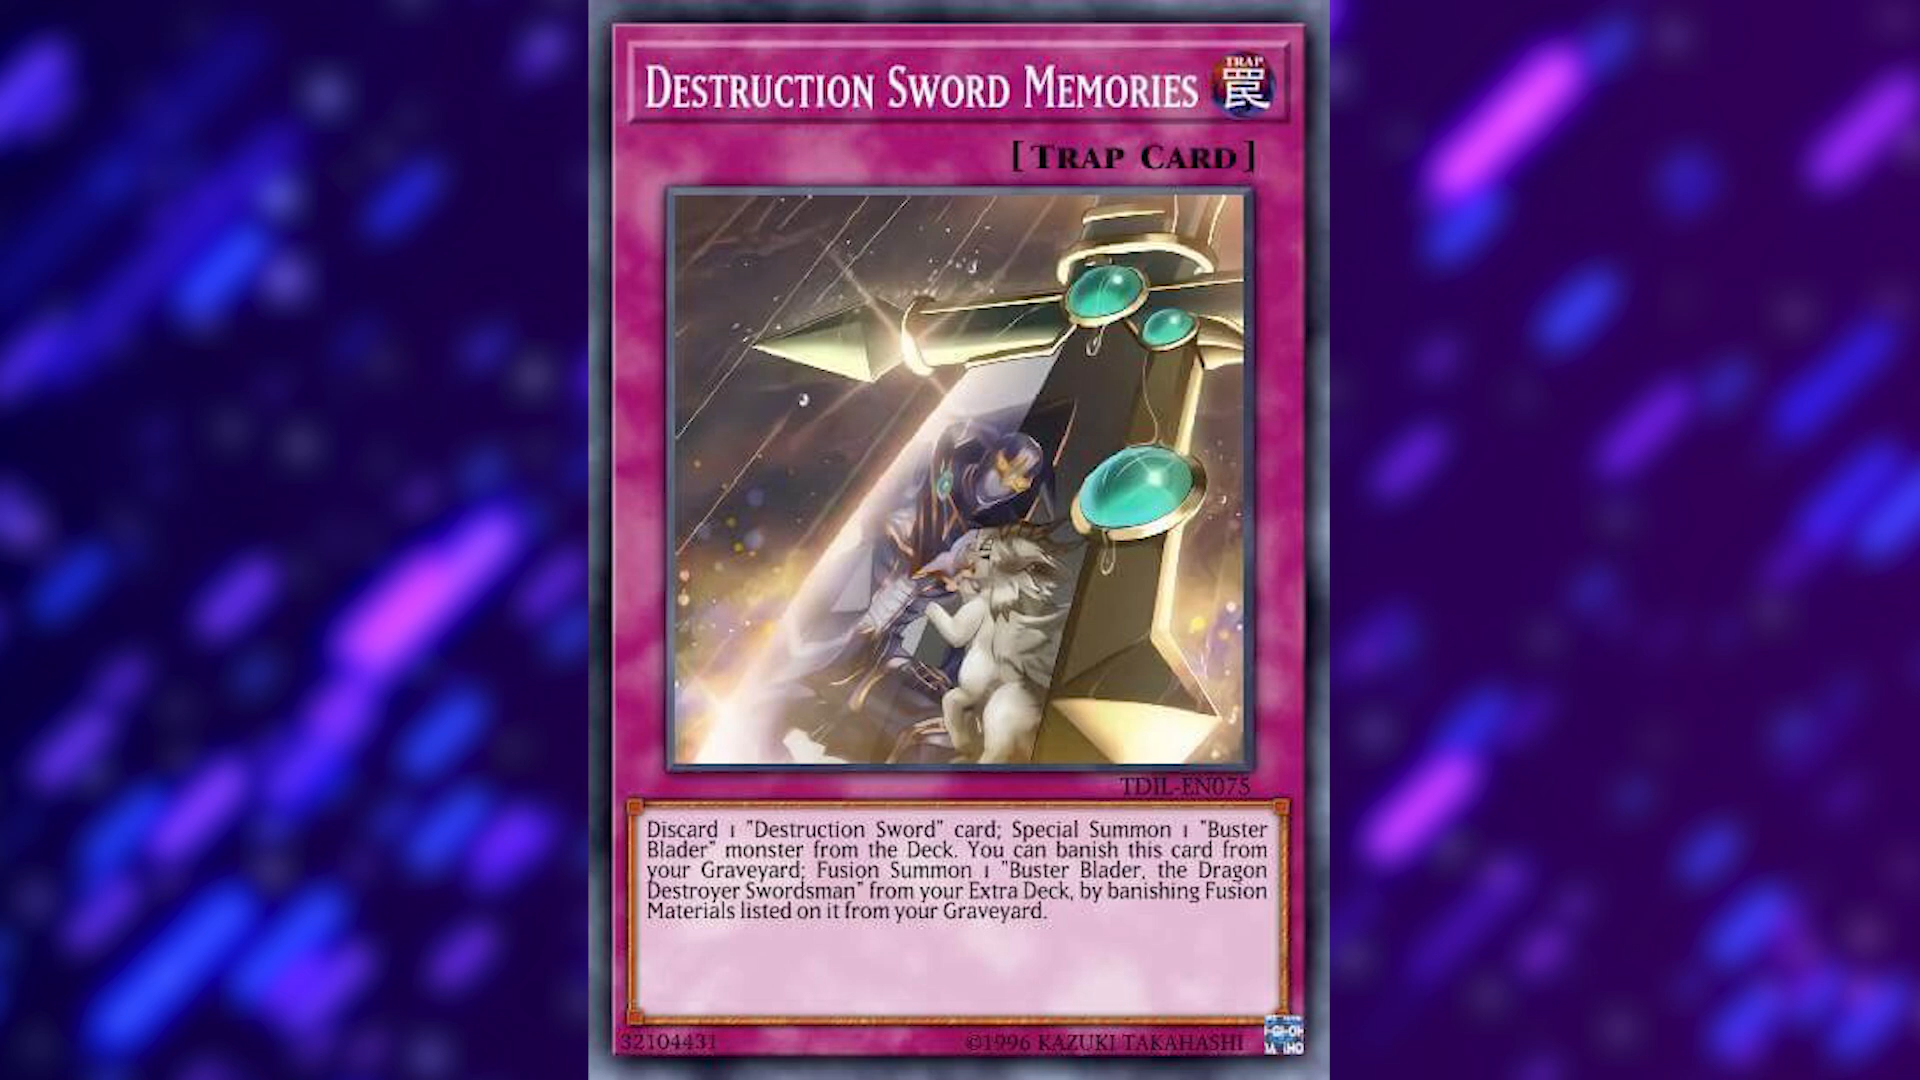 Destruction Sword Memories
TRAP
罠
[Trap Card]
TDIL-EN075
Discard 1 "Destruction Sword" card; Special Summon 1 "Buster
Blader" monster from the Deck. You can banish this card from
your Graveyard; Fusion Summon 1 "Buster Blader, the Dragon
Destroyer Swordsman" from your Extra Deck, by banishing Fusion
Materials listed on it from your Graveyard.
32104431
©1996 KAZUKI TAKAHASHI